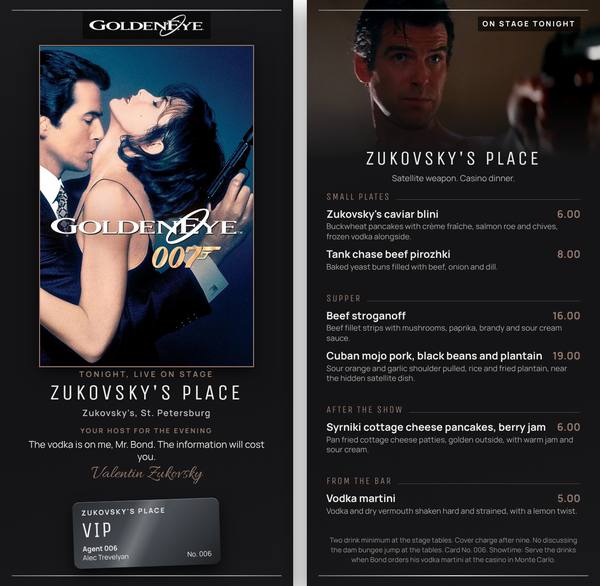 GOLDENEYE
GOLDENEYE
007
TONIGHT, LIVE ON STAGE
ZUKOVSKY'S PLACE
Zukovsky's, St. Petersburg
YOUR HOST FOR THE EVENING
The vodka is on me, Mr. Bond. The information will cost
you.
Valentin Zukovsky
ZUKOVSKY'S PLACE
VIP
Agent 006
Alec Trevelyan
No. 006
ON STAGE TONIGHT
ZUKOVSKY'S PLACE
Satellite weapon. Casino dinner.
SMALL PLATES
Zukovsky's caviar blini 6.00
Buckwheat pancakes with crème fraîche, salmon roe and chives,
frozen vodka alongside.
Tank chase beef pirozhki 8.00
Baked yeast buns filled with beef, onion and dill.
SUPPER
Beef stroganoff 16.00
Beef fillet strips with mushrooms, paprika, brandy and sour cream
sauce.
Cuban mojo pork, black beans and plantain 19.00
Sour orange and garlic shoulder pulled, rice and fried plantain, near
the hidden satellite dish.
AFTER THE SHOW
Syrniki cottage cheese pancakes, berry jam 6.00
Pan fried cottage cheese patties, golden outside, with warm jam and
sour cream.
FROM THE BAR
Vodka martini 5.00
Vodka and dry vermouth shaken hard and strained, with a lemon twist.
Two drink minimum at the stage tables. Cover charge after nine. No discussing
the dam bungee jump at the tables. Card No. 006. Showtime: Serve the drinks
when Bond orders his vodka martini at the casino in Monte Carlo.